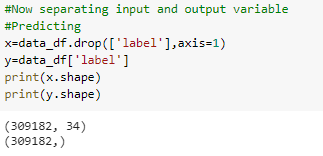 #Now separating input and output variable
#Predicting
x=data_df.drop(['label'],axis=1)
y=data_df['label']
print(x.shape)
print(y.shape)
(309182, 34)
(309182,)